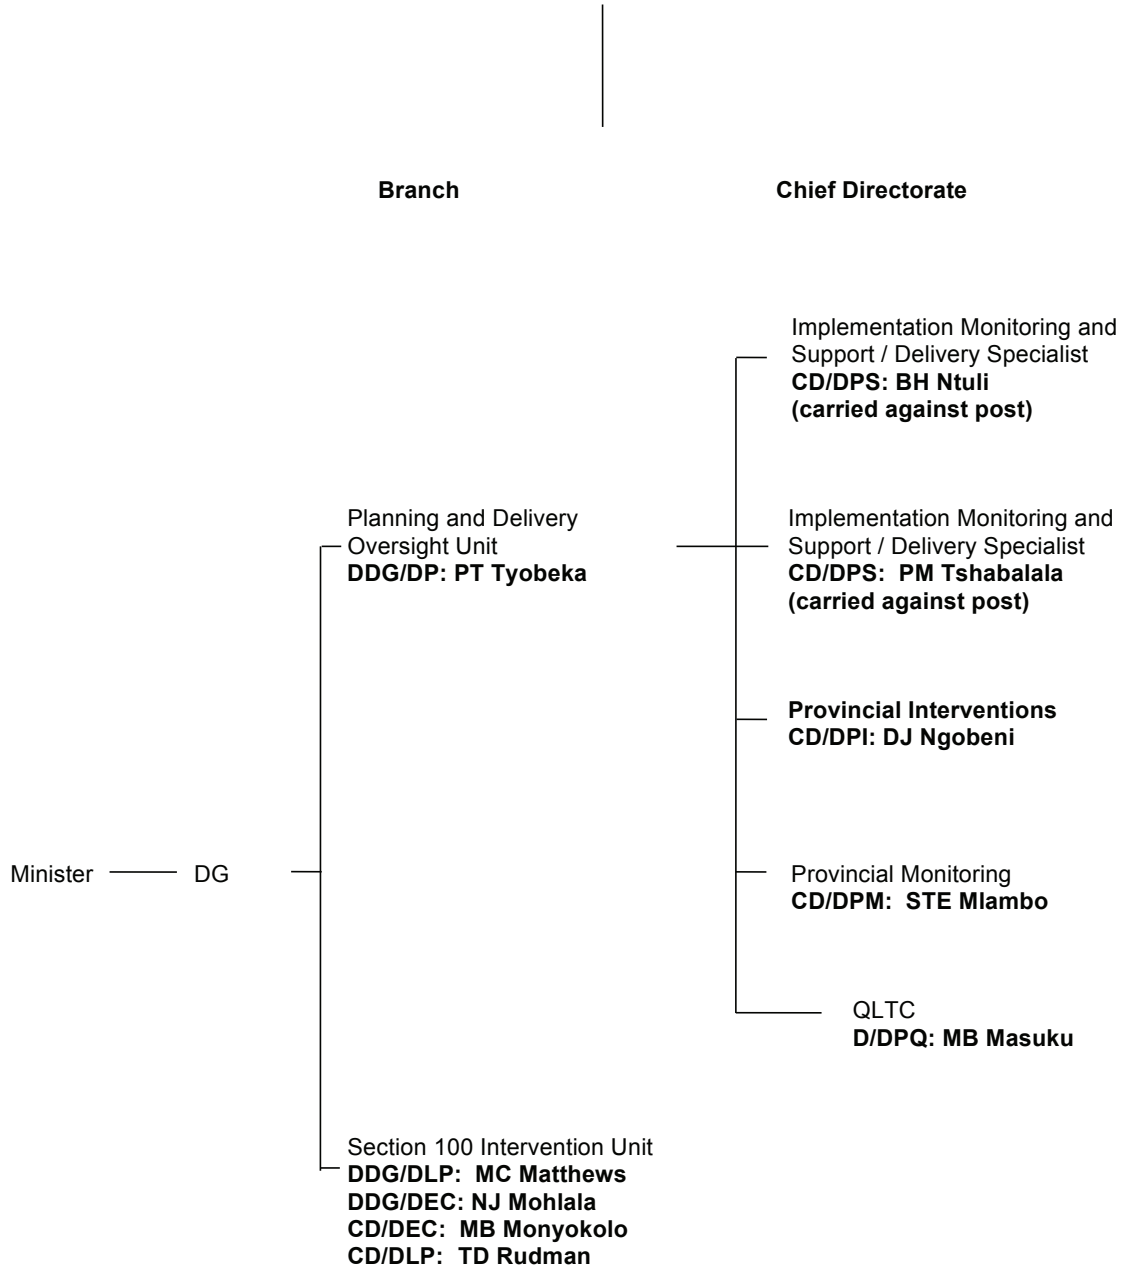 Branch
Chief Directorate
Implementation Monitoring and
Support / Delivery Specialist
CD/DPS: BH Ntuli
(carried against post)
Planning and Delivery
Oversight Unit
DDG/DP: PT Tyobeka
Implementation Monitoring and
Support / Delivery Specialist
CD/DPS: PM Tshabalala
(carried against post)
Provincial Interventions
CD/DPI: DJ Ngobeni
Minister
DG
Provincial Monitoring
CD/DPM: STE Mlambo
QLTC
D/DPQ: MB Masuku
Section 100 Intervention Unit
DDG/DLP: MC Matthews
DDG/DEC: NJ Mohlala
CD/DEC: MB Monyokolo
CD/DLP: TD Rudman